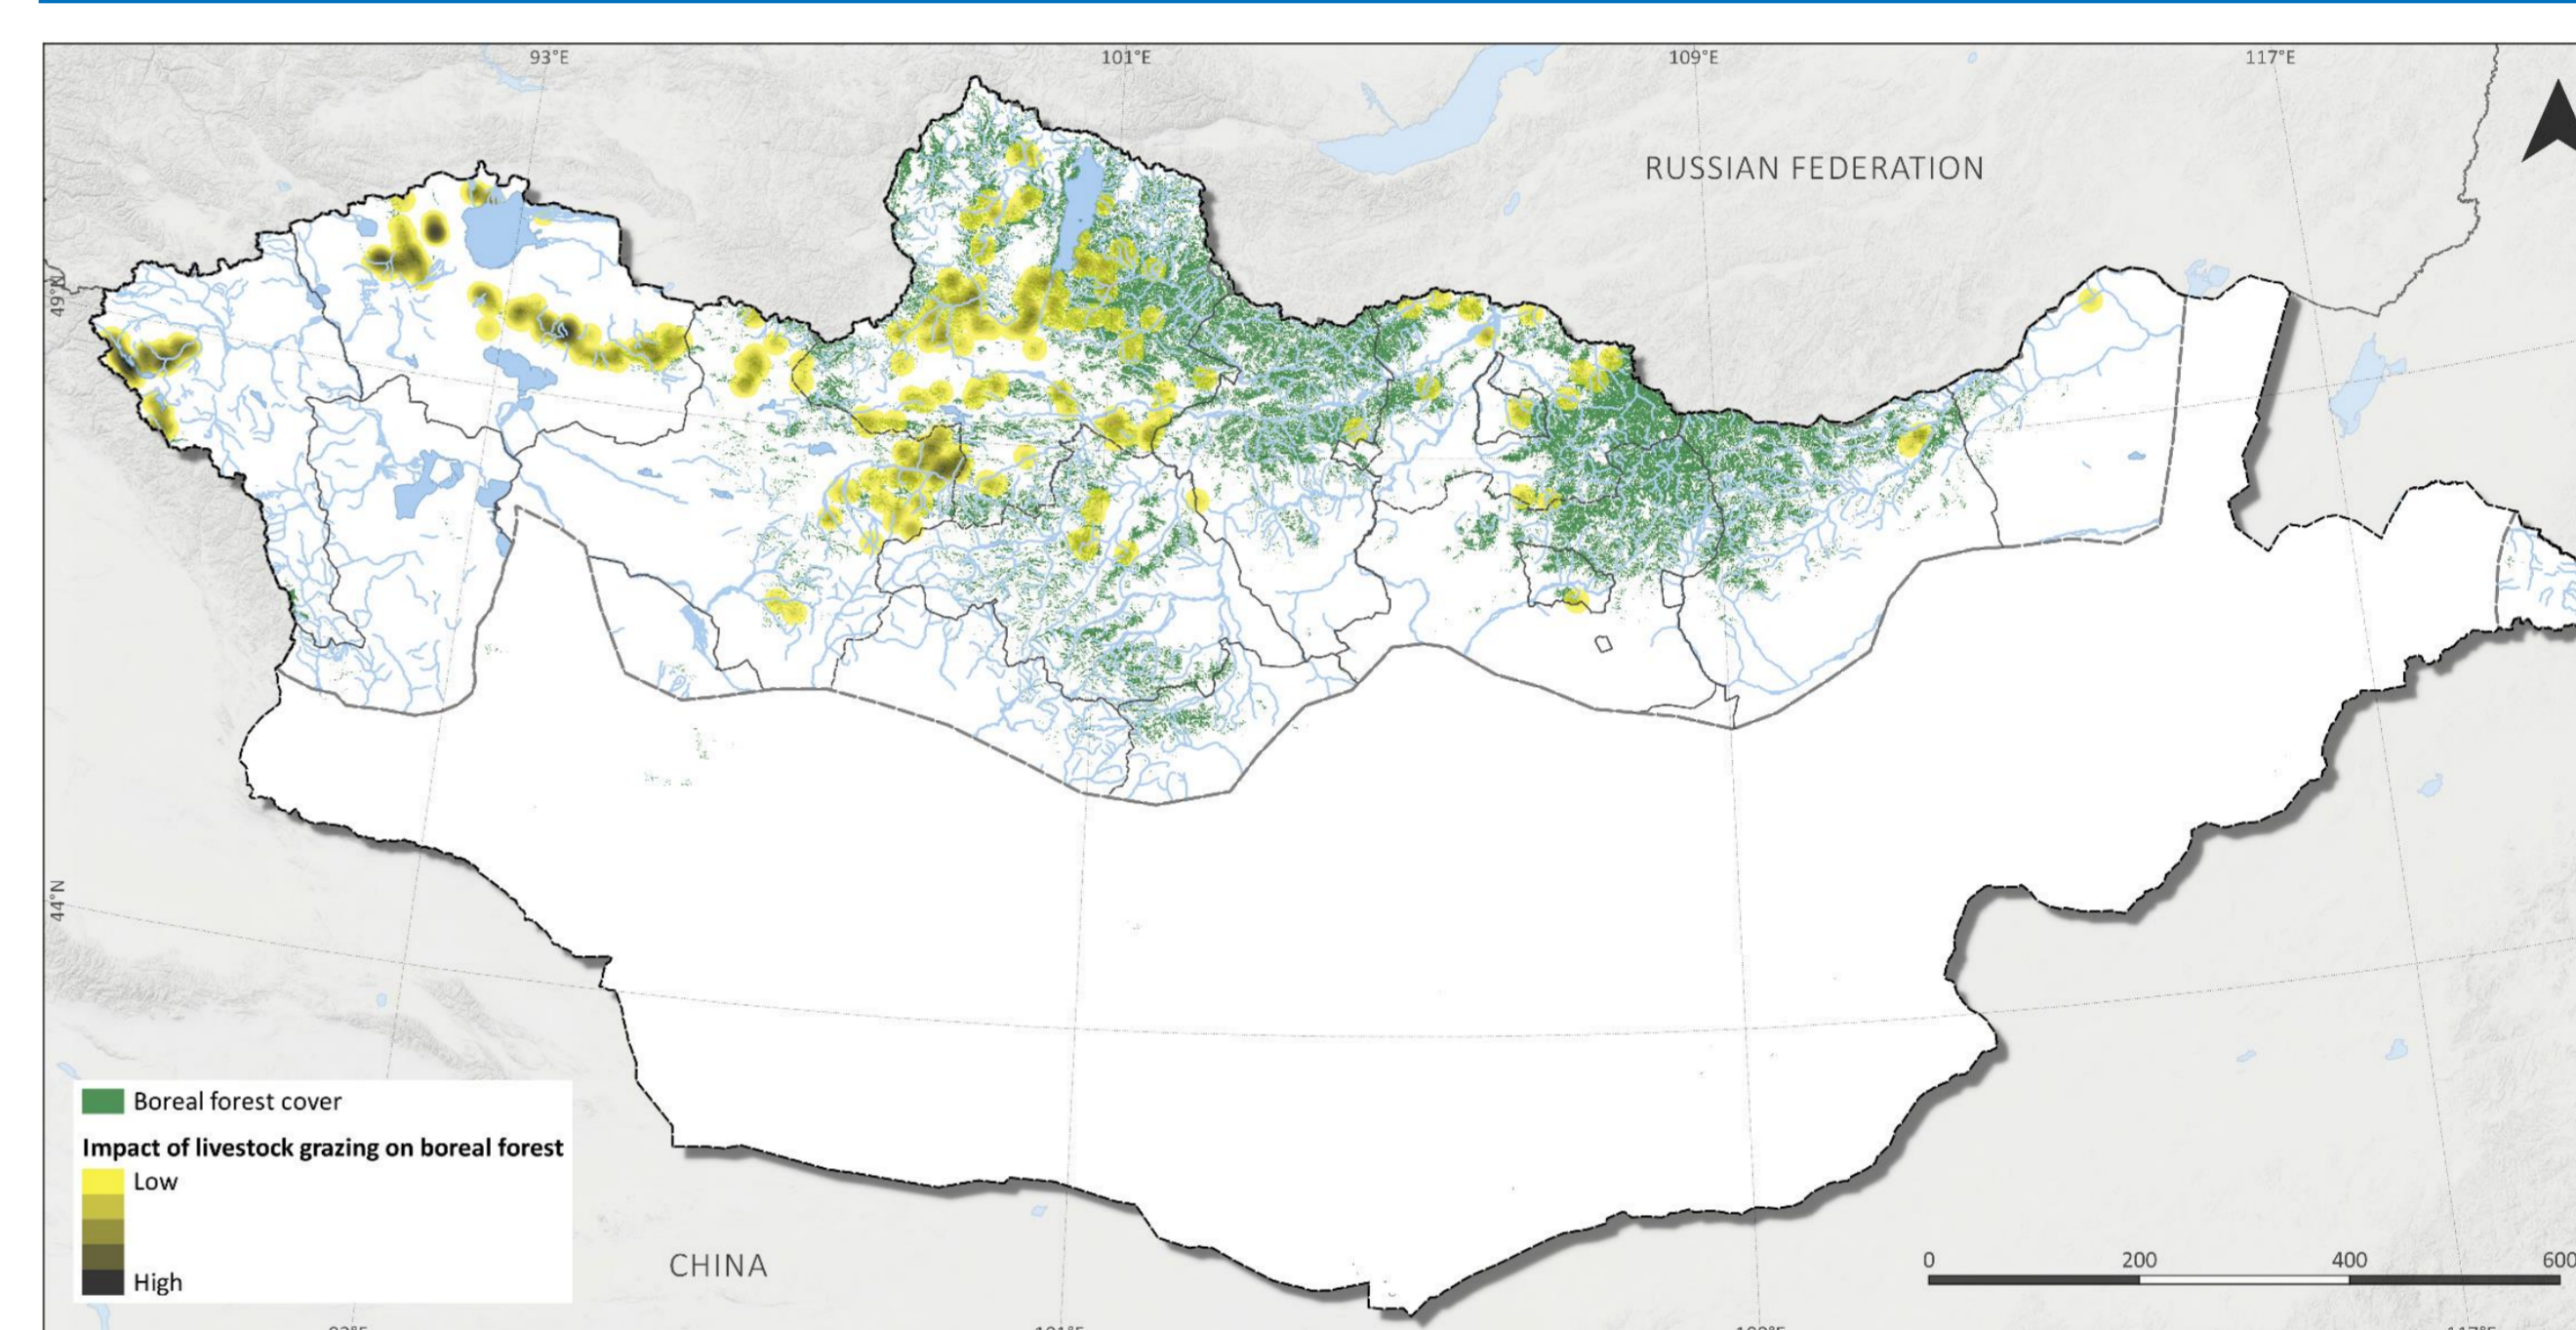 93°E 101°E 109°E 117°E
RUSSIAN FEDERATION
49°N
44°N
Boreal forest cover
Impact of livestock grazing on boreal forest
Low
High
CHINA
0 200 400 600